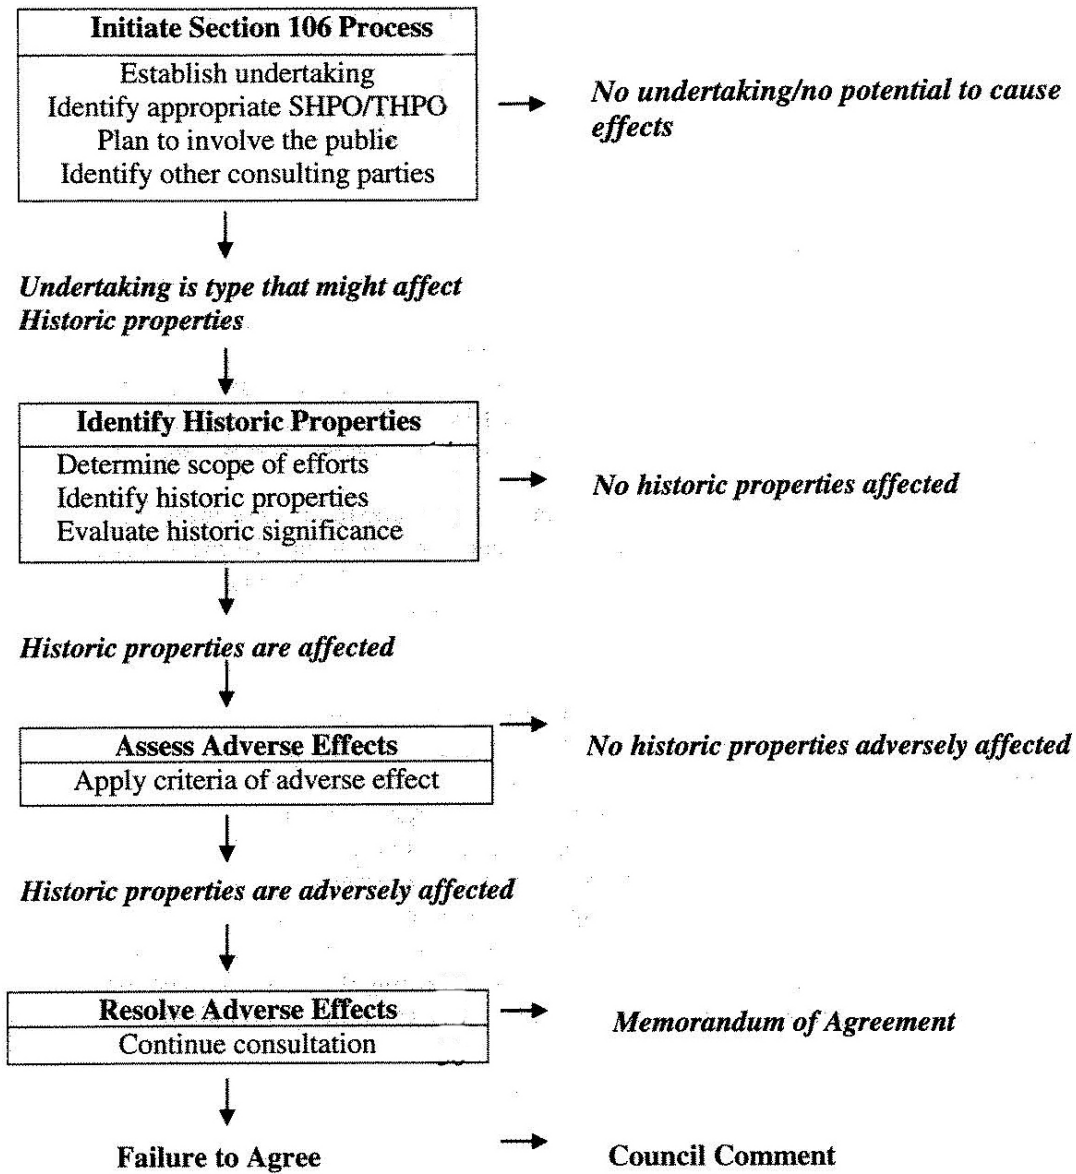 Initiate Section 106 Process
Establish undertaking
Identify appropriate SHPO/THPO
Plan to involve the public
Identify other consulting parties
No undertaking/no potential to cause
effects
Undertaking is type that might affect
Historic properties
Identify Historic Properties
Determine scope of efforts
Identify historic properties
Evaluate historic significance
No historic properties affected
Historic properties are affected
Assess Adverse Effects
Apply criteria of adverse effect
No historic properties adversely affected
Historic properties are adversely affected
Resolve Adverse Effects
Continue consultation
Memorandum of Agreement
Failure to Agree
Council Comment